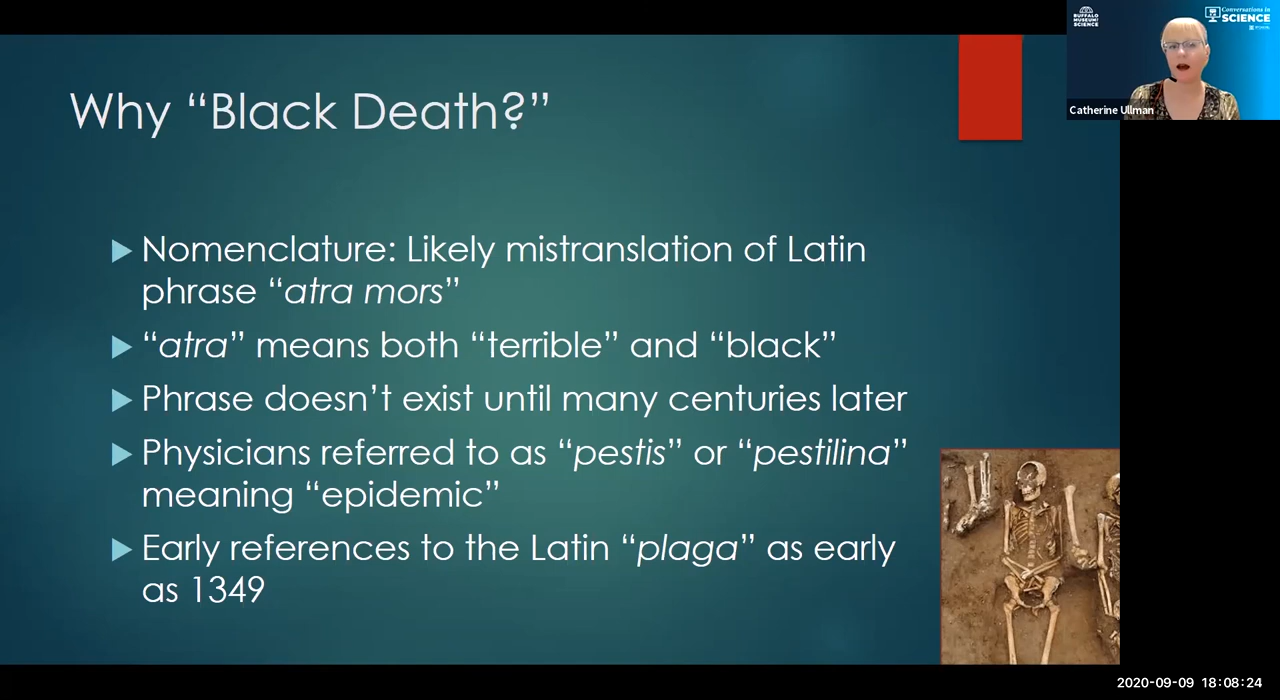 BUFFALO
MUSEUM of
SCIENCE
Conversations in
SCIENCE
Catherine Ullman
Why “Black Death?”
Nomenclature: Likely mistranslation of Latin
phrase “atra mors”
“atra” means both “terrible” and “black”
Phrase doesn’t exist until many centuries later
Physicians referred to as “pestis” or “pestilina”
meaning “epidemic”
Early references to the Latin “plaga” as early
as 1349
2020-09-09 18:08:24